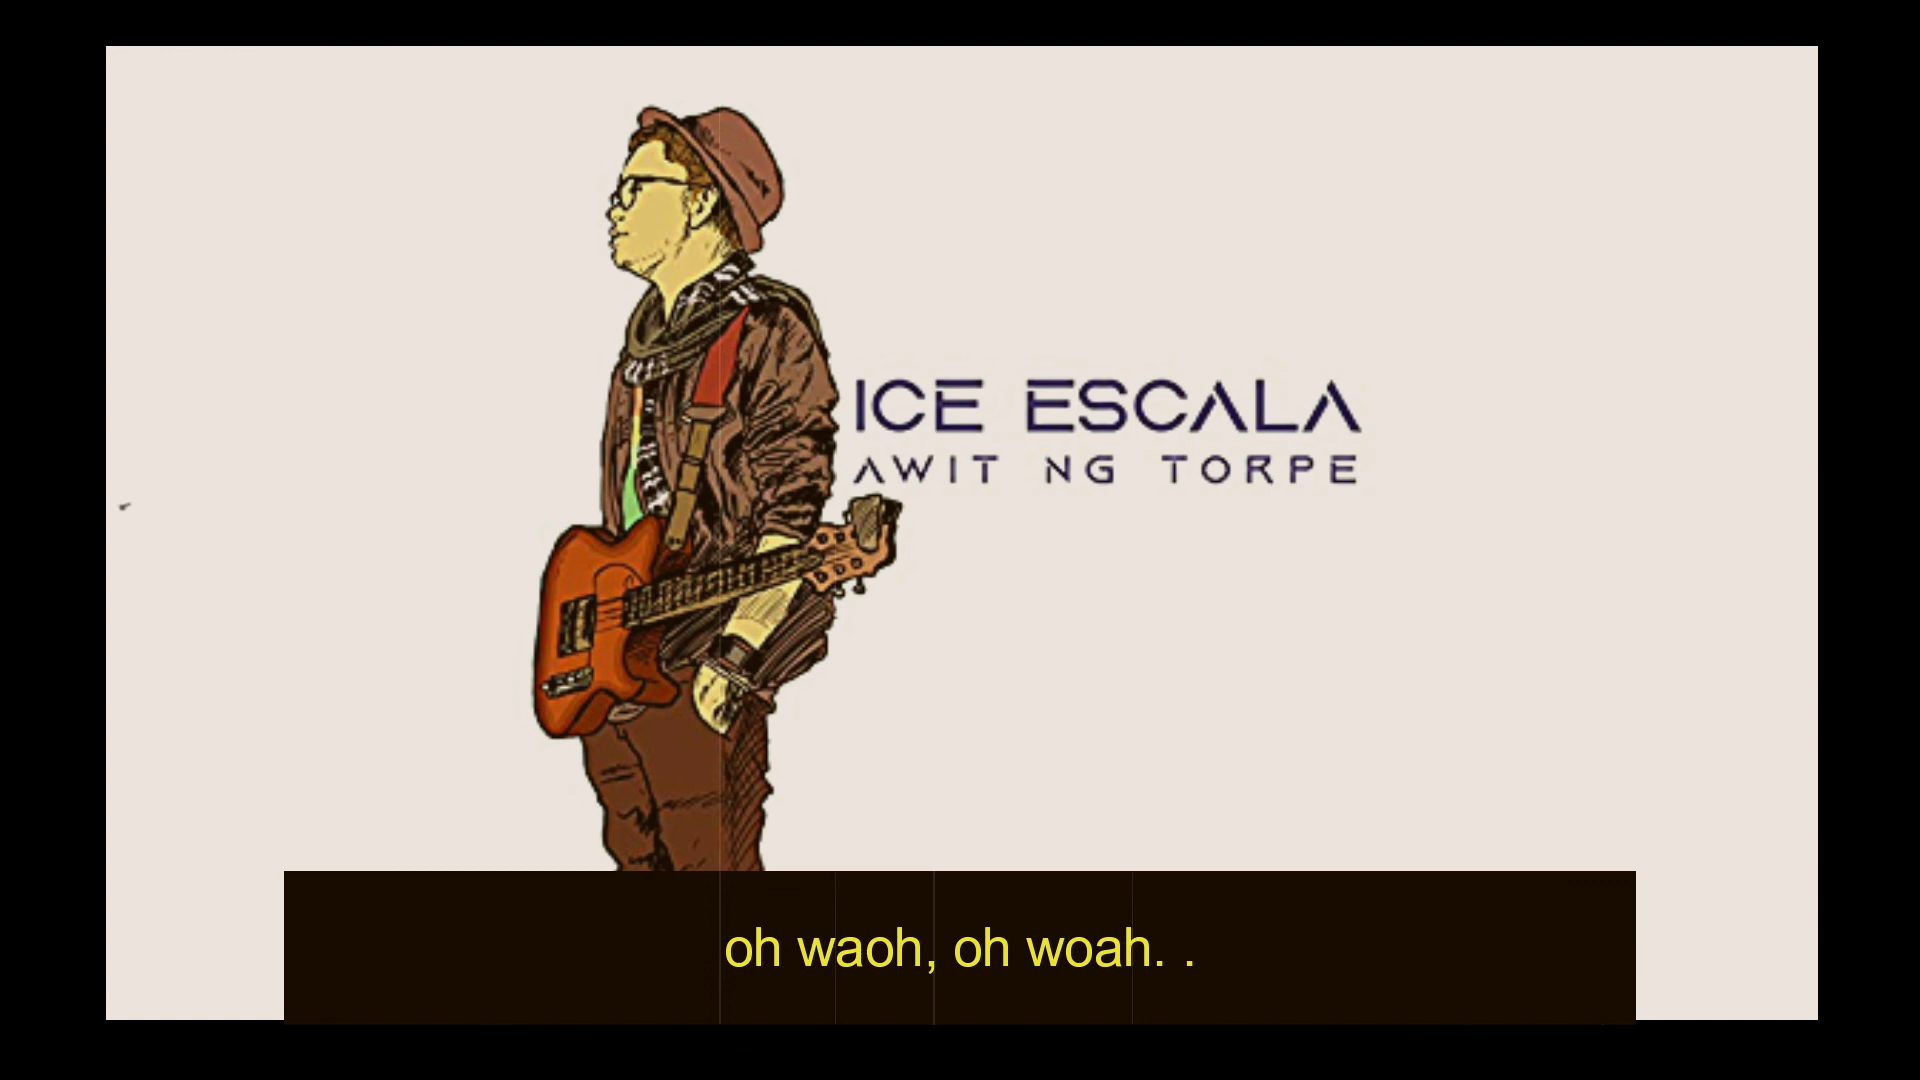 ICE ESCALA
AWIT NG TORPE
oh waoh, oh woah. .